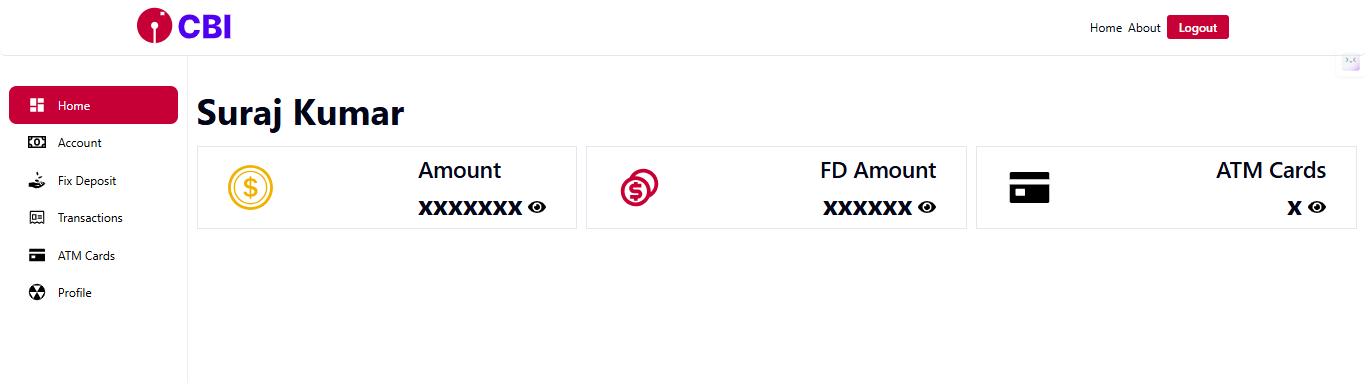 CBI
Home About Logout
Home
Account
Fix Deposit
Transactions
ATM Cards
Profile
Suraj Kumar
Amount
xxxxxxx
FD Amount
xxxxxx
ATM Cards
x